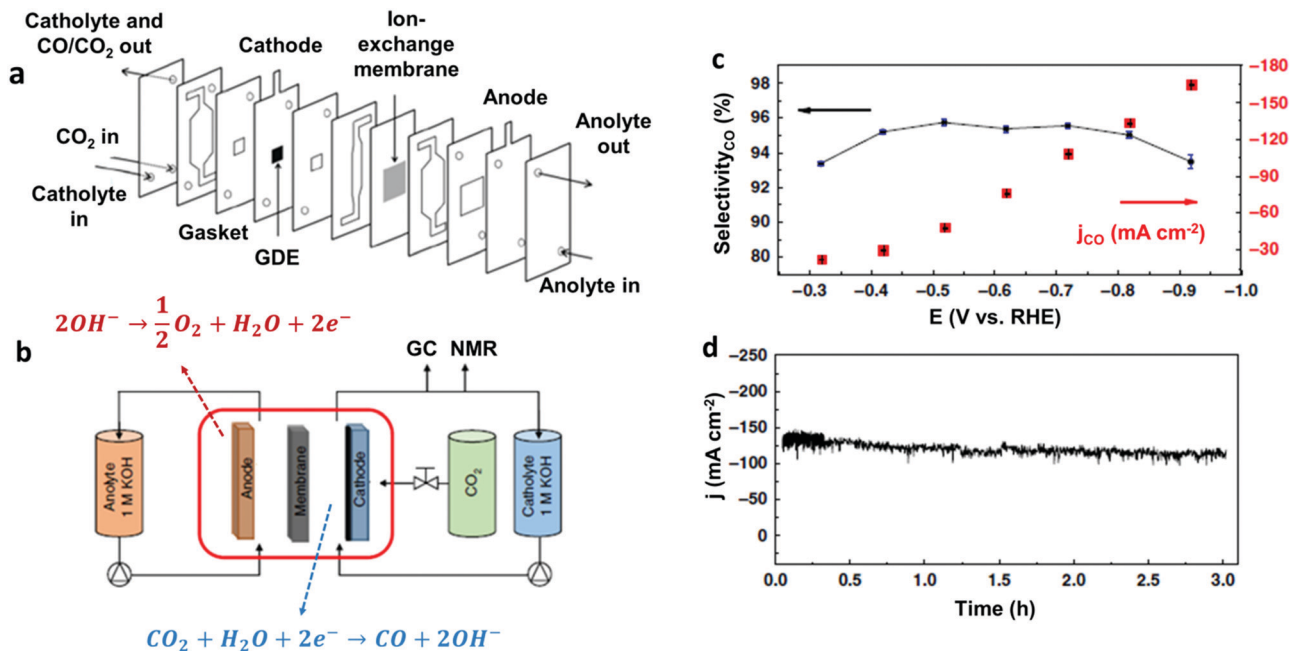 a
Catholyte and
CO/CO₂ out
Cathode
Ion-
exchange
membrane
Anode
Anolyte
out
CO₂ in
Catholyte
in
Gasket
GDE
Anolyte in
2OH⁻ → 1/2 O₂ + H₂O + 2e⁻
b
GC NMR
Anolyte
1 M KOH
Anode
Membrane
Cathode
CO₂
Catholyte
1 M KOH
CO₂ + H₂O + 2e⁻ → CO + 2OH⁻
c
Selectivity_CO (%)
98
96
94
92
90
82
80
–180
–150
–120
–90
–60
–30
j_CO (mA cm⁻²)
–0.3 –0.4 –0.5 –0.6 –0.7 –0.8 –0.9 –1.0
E (V vs. RHE)
d
j (mA cm⁻²)
–250
–200
–150
–100
–50
0
0.0 0.5 1.0 1.5 2.0 2.5 3.0
Time (h)